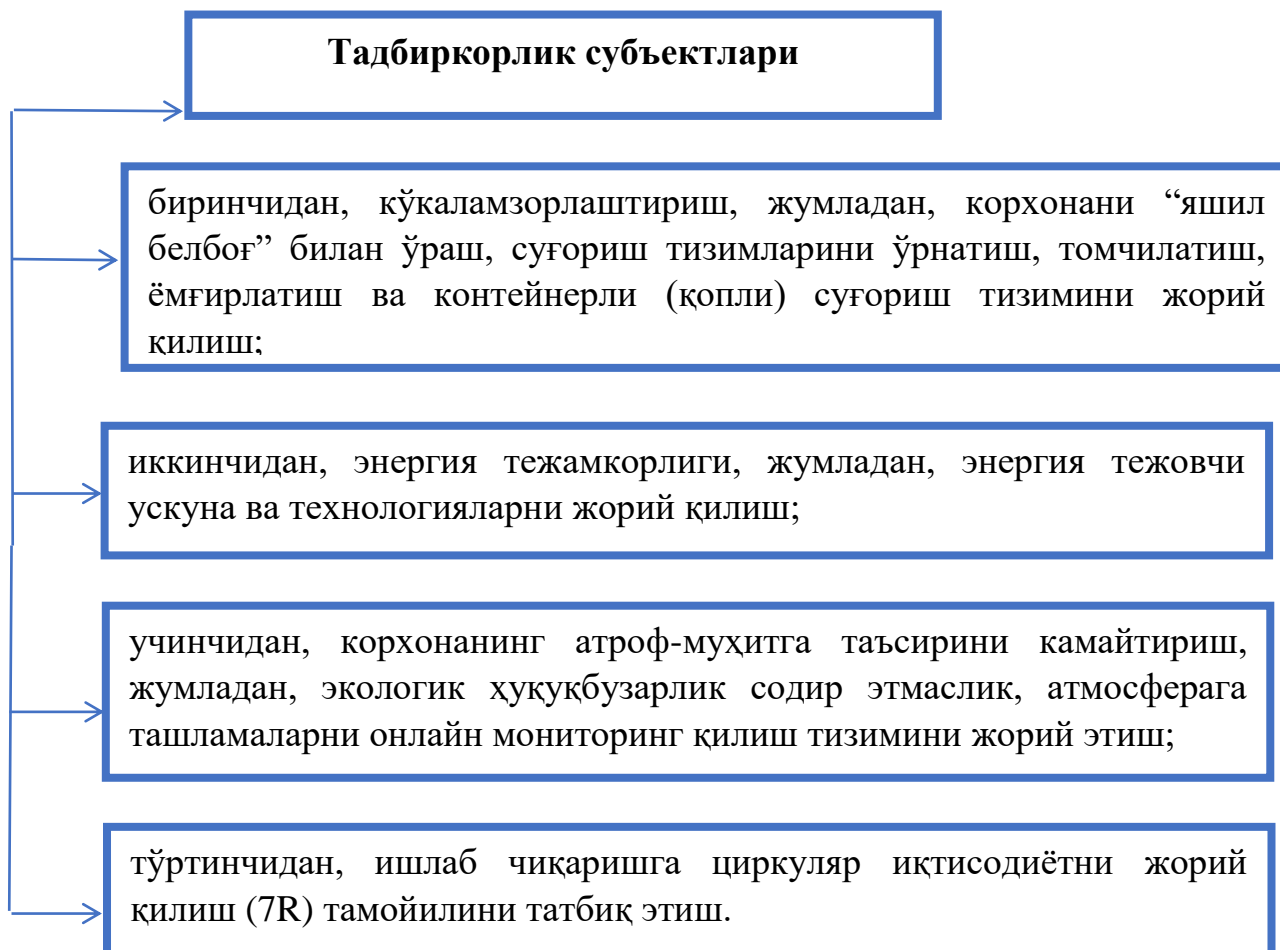 Тадбиркорлик субъектлари
биринчидан, кўкаламзорлаштириш, жумладан, корхонани “яшил
белбоғ” билан ўраш, суғориш тизимларини ўрнатиш, томчилатиш,
ёмғирлатиш ва контейнерли (қопли) суғориш тизимини жорий
қилиш;
иккинчидан, энергия тежамкорлиги, жумладан, энергия тежовчи
ускуна ва технологияларни жорий қилиш;
учинчидан, корхонанинг атроф-муҳитга таъсирини камайтириш,
жумладан, экологик ҳуқуқбузарлик содир этмаслик, атмосферага
ташламаларни онлайн мониторинг қилиш тизимини жорий этиш;
тўртинчидан, ишлаб чиқаришга циркуляр иқтисодиётни жорий
қилиш (7R) тамойилини татбиқ этиш.